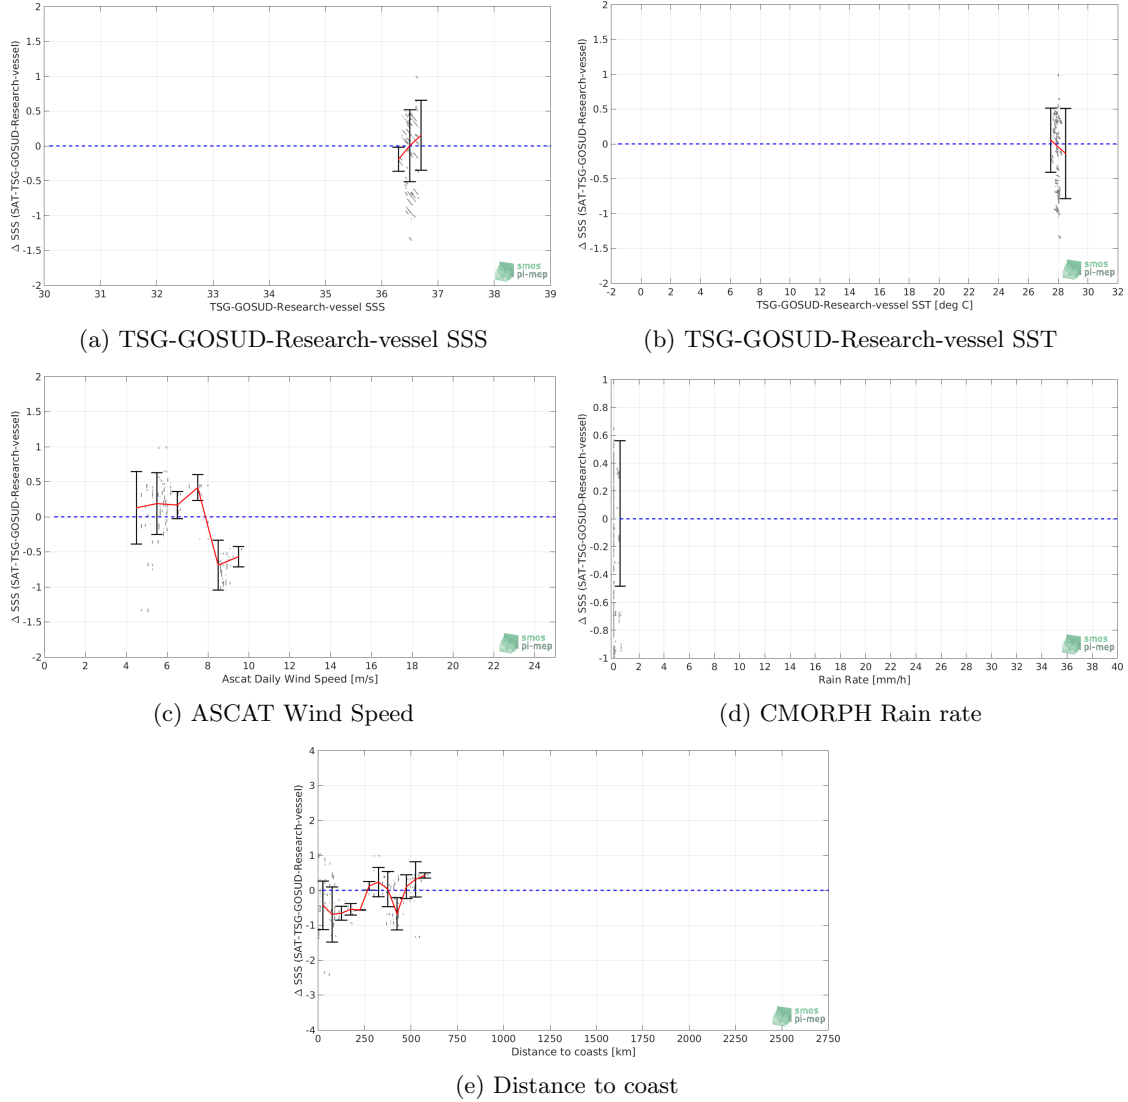 2
1.5
1
0.5
0
-0.5
-1
-1.5
-2
Δ SSS (SAT-TSG-GOSUD-Research-vessel)
30 31 32 33 34 35 36 37 38 39
TSG-GOSUD-Research-vessel SSS
smos
pi-mep
(a) TSG-GOSUD-Research-vessel SSS
2
1.5
1
0.5
0
-0.5
-1
-1.5
-2
Δ SSS (SAT-TSG-GOSUD-Research-vessel)
-2 0 2 4 6 8 10 12 14 16 18 20 22 24 26 28 30 32
TSG-GOSUD-Research-vessel SST [deg C]
smos
pi-mep
(b) TSG-GOSUD-Research-vessel SST
2
1.5
1
0.5
0
-0.5
-1
-1.5
-2
Δ SSS (SAT-TSG-GOSUD-Research-vessel)
0 2 4 6 8 10 12 14 16 18 20 22 24
Ascat Daily Wind Speed [m/s]
smos
pi-mep
(c) ASCAT Wind Speed
1
0.8
0.6
0.4
0.2
0
-0.2
-0.4
-0.6
-0.8
-1
Δ SSS (SAT-TSG-GOSUD-Research-vessel)
0 2 4 6 8 10 12 14 16 18 20 22 24 26 28 30 32 34 36 38 40
Rain Rate [mm/h]
smos
pi-mep
(d) CMORPH Rain rate
4
3
2
1
0
-1
-2
-3
-4
Δ SSS (SAT-TSG-GOSUD-Research-vessel)
0 250 500 750 1000 1250 1500 1750 2000 2250 2500 2750
Distance to coasts [km]
smos
pi-mep
(e) Distance to coast